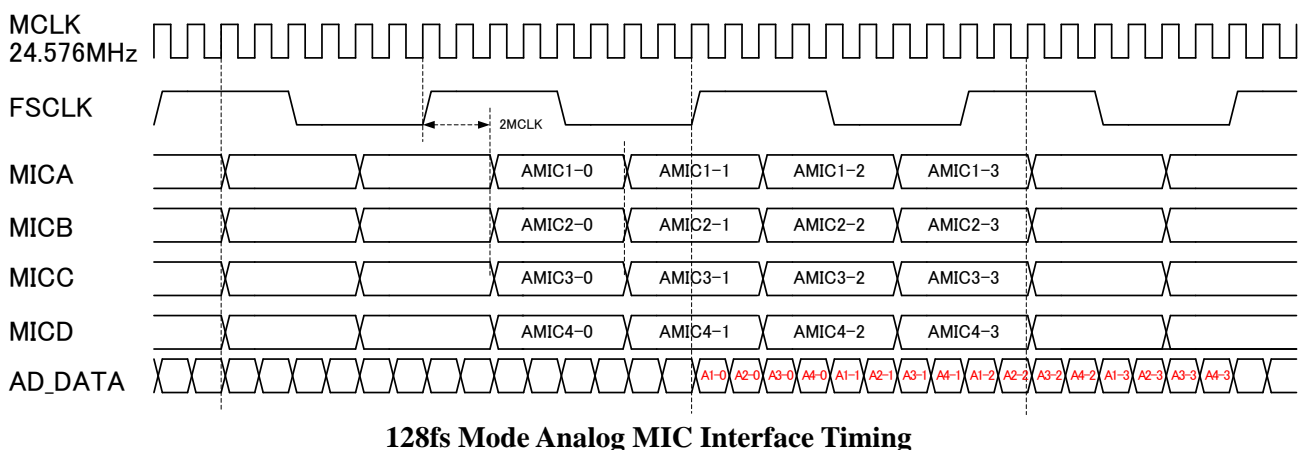 MCLK
24.576MHz
FSCLK
2MCLK
MICA AMIC1-0 AMIC1-1 AMIC1-2 AMIC1-3
MICB AMIC2-0 AMIC2-1 AMIC2-2 AMIC2-3
MICC AMIC3-0 AMIC3-1 AMIC3-2 AMIC3-3
MICD AMIC4-0 AMIC4-1 AMIC4-2 AMIC4-3
AD_DATA A1-0 A2-0 A3-0 A4-0 A1-1 A2-1 A3-1 A4-1 A1-2 A2-2 A3-2 A4-2 A1-3 A2-3 A3-3 A4-3
128fs Mode Analog MIC Interface Timing